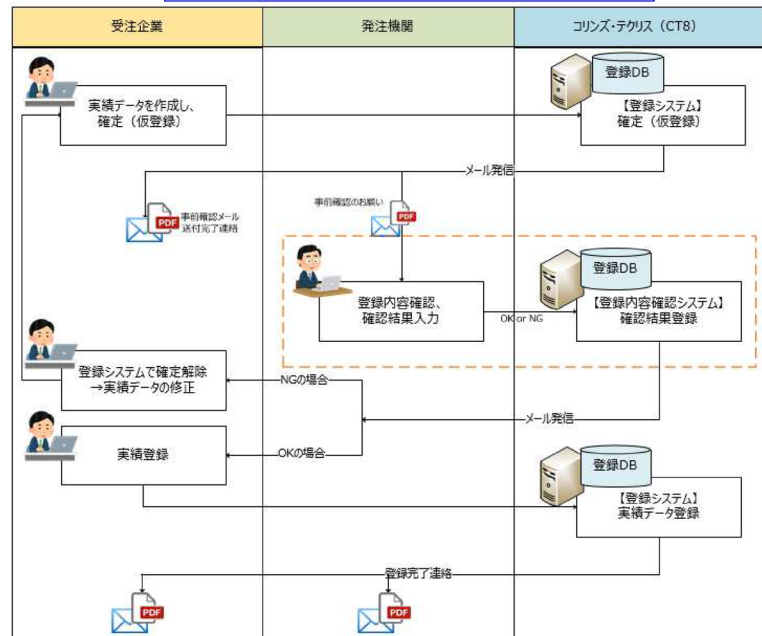 受注企業
発注機関
コリンズ・テクリス（CT8）
実績データを作成し、
確定（仮登録）
登録DB
【登録システム】
確定（仮登録）
メール発信
PDF
事前確認メール
送付完了連絡
事前確認のお願い
PDF
登録内容確認、
確認結果入力
OK or NG
登録DB
【登録内容確認システム】
確認結果登録
登録システムで確定解除
→実績データの修正
NGの場合
メール発信
実績登録
OKの場合
登録DB
【登録システム】
実績データ登録
登録完了連絡
PDF
PDF